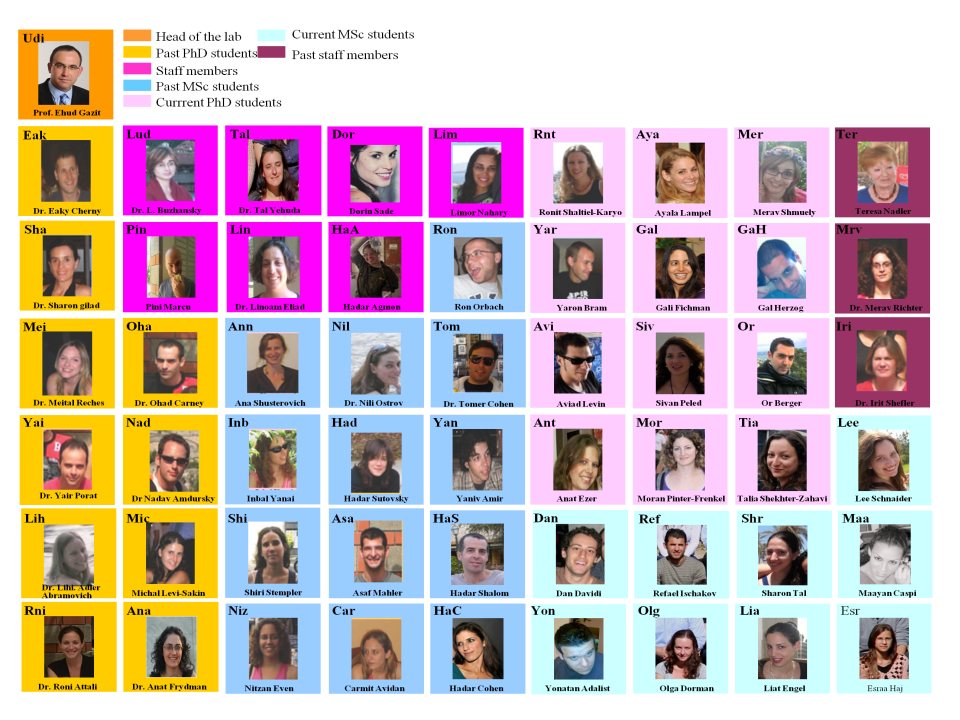 Udi
Prof. Ehud Gazit
Head of the lab
Past PhD students
Staff members
Past MSc students
Currrent PhD students
Current MSc students
Past staff members
Eak
Dr. Eaky Cherny
Lud
Dr. L. Buzhansky
Tal
Dr. Tal Yehuda
Dor
Dorin Sade
Lim
Limor Nahary
Rnt
Ronit Shaltiel-Karyo
Aya
Ayala Lampel
Mer
Merav Shmuely
Ter
Teresa Nadler
Sha
Dr. Sharon gilad
Pin
Pini Marcu
Lin
Dr. Linoam Eliad
HaA
Hadar Agmon
Ron
Ron Orbach
Yar
Yaron Bram
Gal
Gali Fichman
GaH
Gal Herzog
Mrv
Dr. Merav Richter
Mei
Dr. Meital Reches
Oha
Dr. Ohad Carney
Ann
Ana Shusterovich
Nil
Dr. Nili Ostrov
Tom
Dr. Tomer Cohen
Avi
Aviad Levin
Siv
Sivan Peled
Or
Or Berger
Iri
Dr. Irit Shefler
Yai
Dr. Yair Porat
Nad
Dr Nadav Amdursky
Inb
Inbal Yanai
Had
Hadar Sutovsky
Yan
Yaniv Amir
Ant
Anat Ezer
Mor
Moran Pinter-Frenkel
Tia
Talia Shekhter-Zahavi
Lee
Lee Schnaider
Lih
Dr. Lihi. Adler
Abramovich
Mic
Michal Levi-Sakin
Shi
Shiri Stempler
Asa
Asaf Mahler
HaS
Hadar Shalom
Dan
Dan Davidi
Ref
Refael Ischakov
Shr
Sharon Tal
Maa
Maayan Caspi
Rni
Dr. Roni Attali
Ana
Dr. Anat Frydman
Niz
Nitzan Even
Car
Carmit Avidan
HaC
Hadar Cohen
Yon
Yonatan Adalist
Olg
Olga Dorman
Lia
Liat Engel
Esr
Esraa Haj